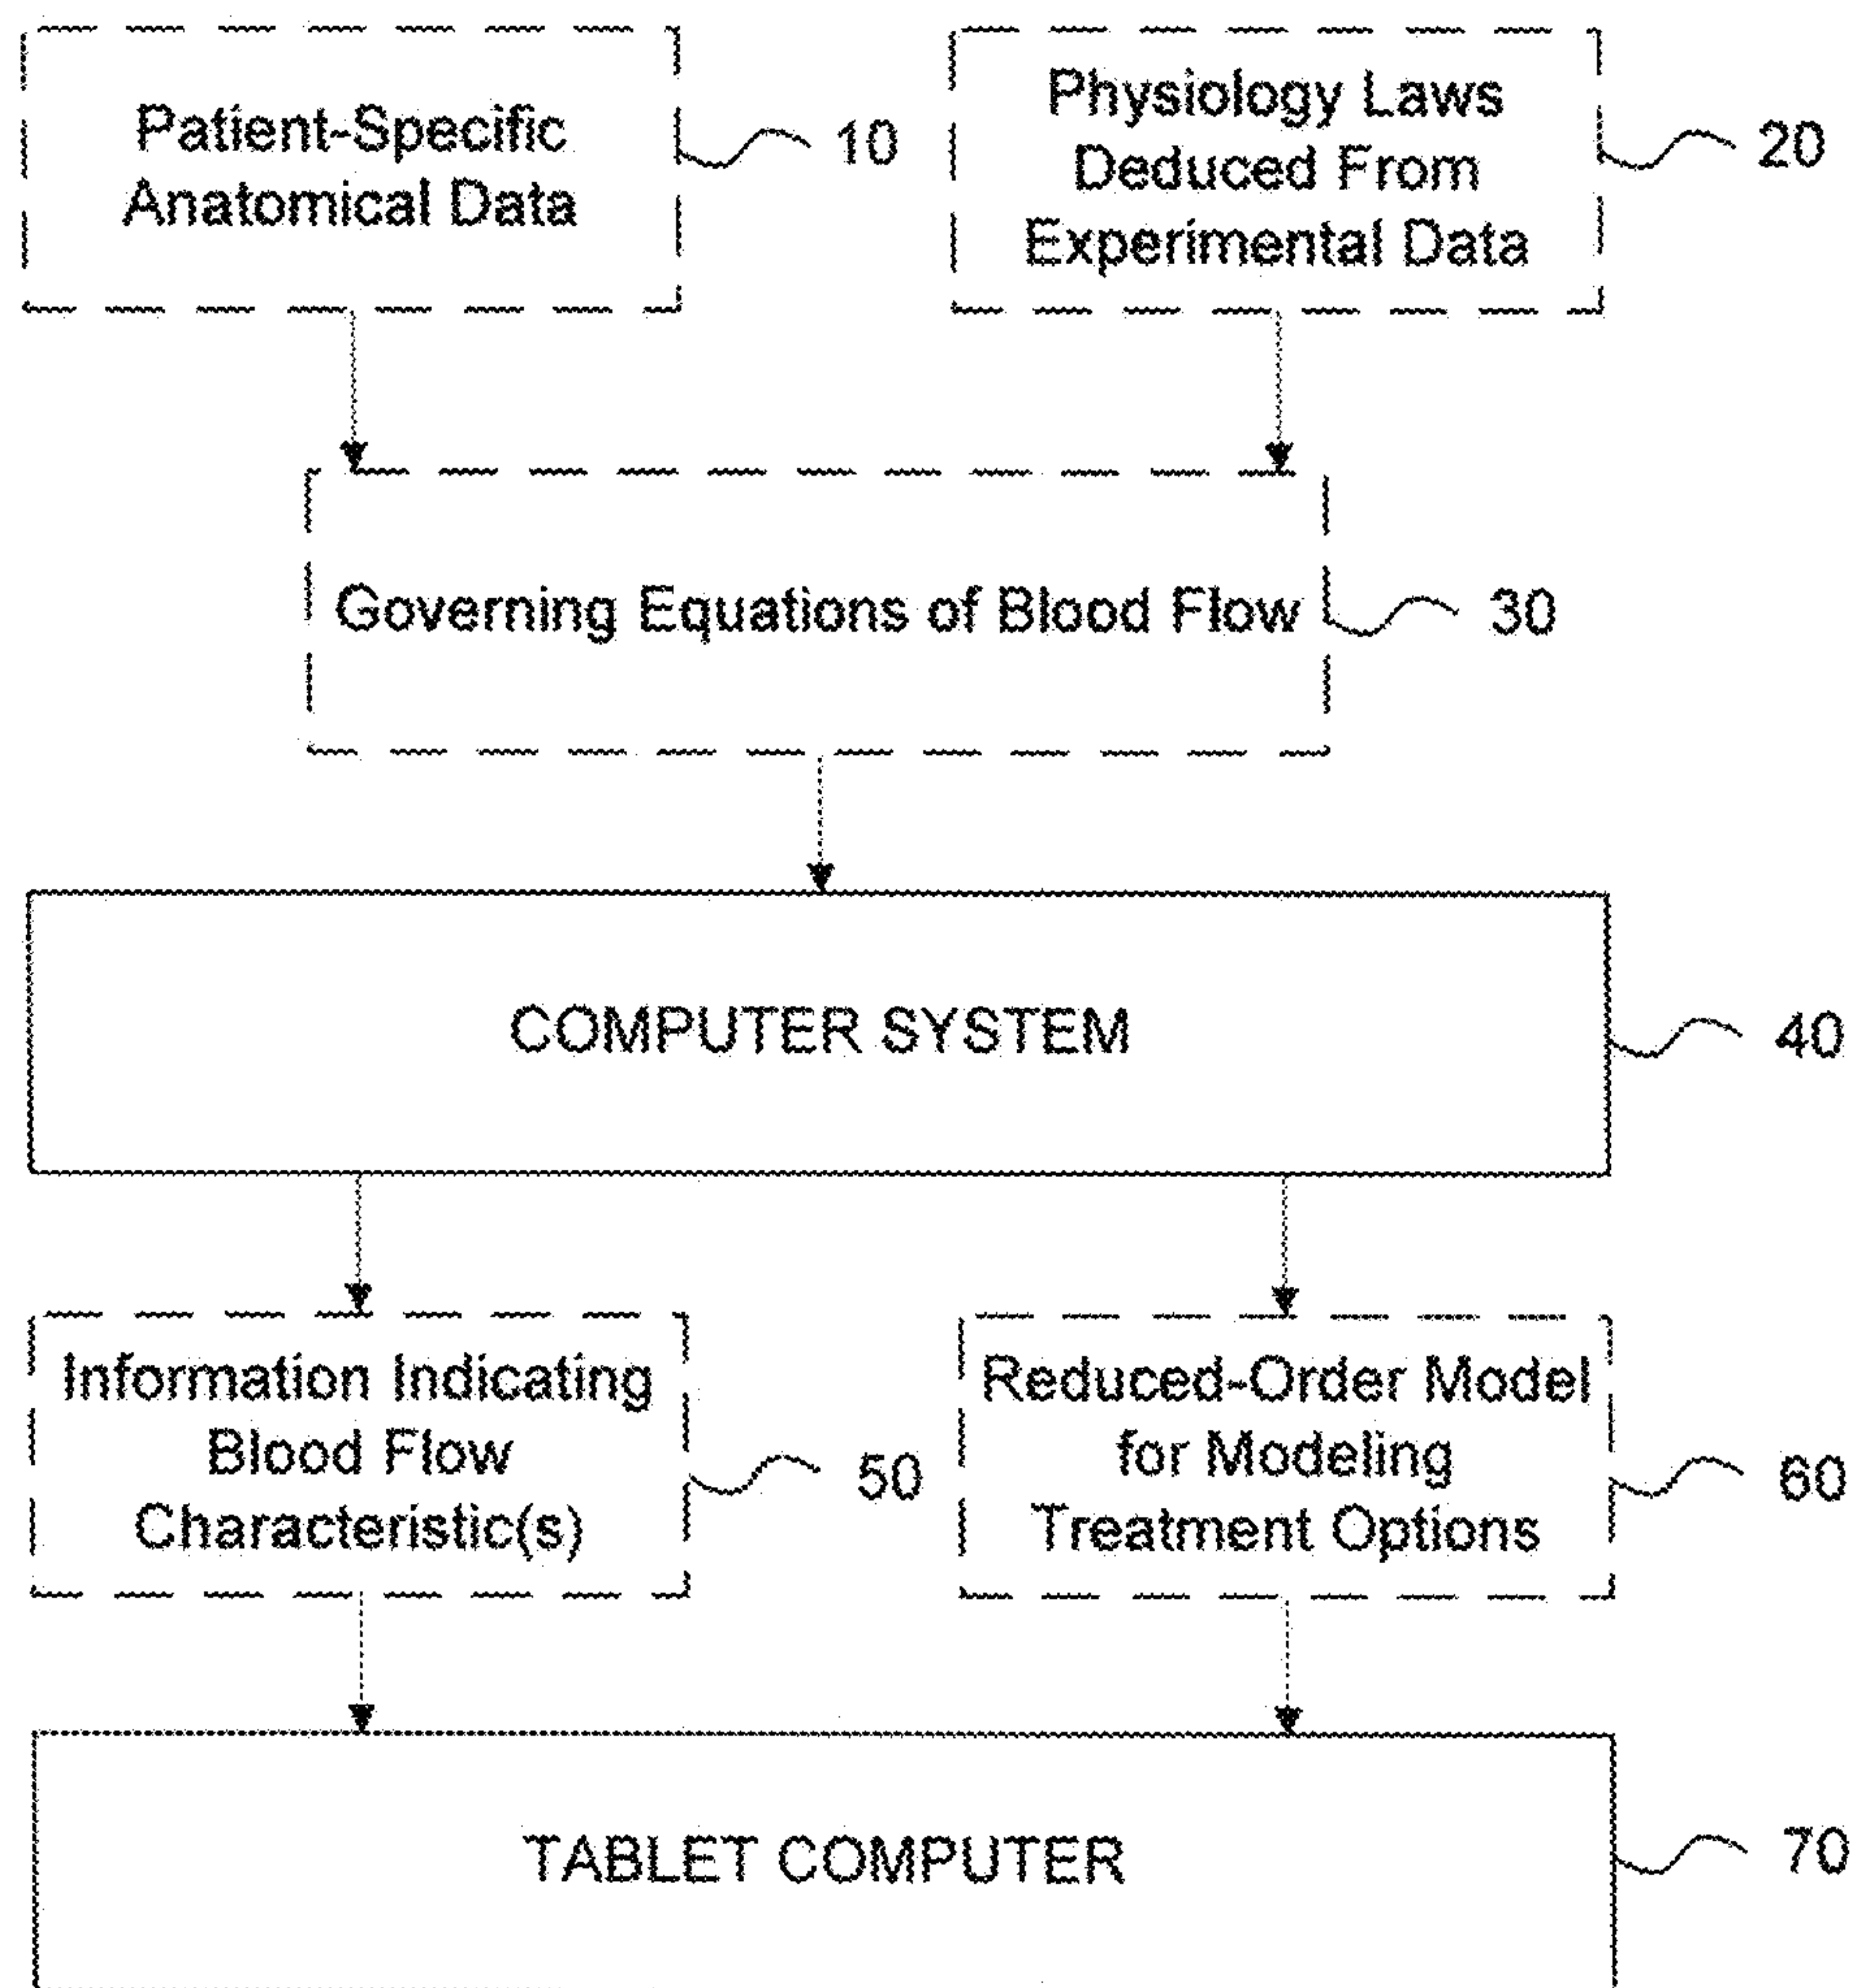 Patient-Specific
Anatomical Data
10
Physiology Laws
Deduced From
Experimental Data
20
Governing Equations of Blood Flow
30
COMPUTER SYSTEM
40
Information Indicating
Blood Flow
Characteristic(s)
50
Reduced-Order Model
for Modeling
Treatment Options
60
TABLET COMPUTER
70